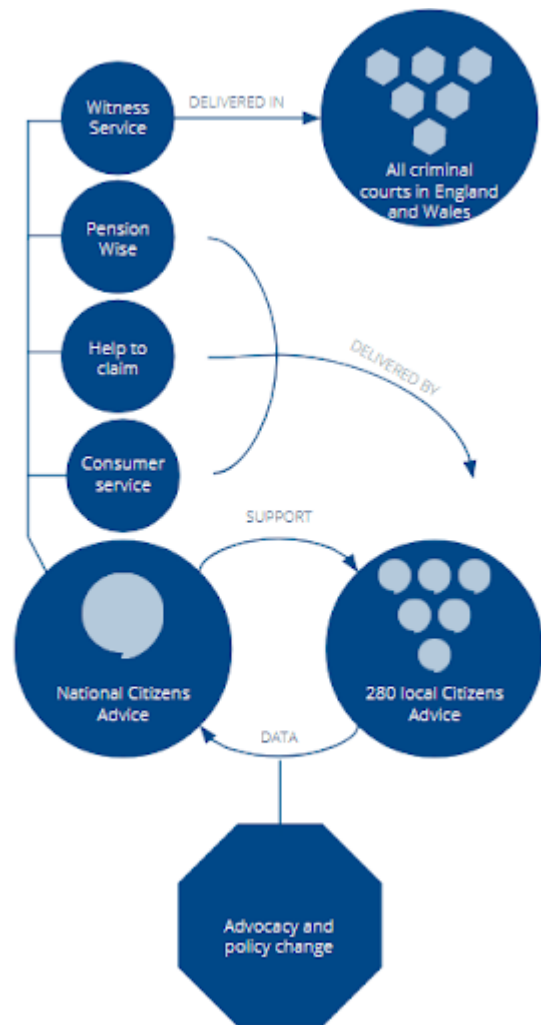 Witness
Service
DELIVERED IN
All criminal
courts in England
and Wales
Pension
Wise
Help to
claim
DELIVERED BY
Consumer
service
SUPPORT
National Citizens
Advice
280 local Citizens
Advice
DATA
Advocacy and
policy change